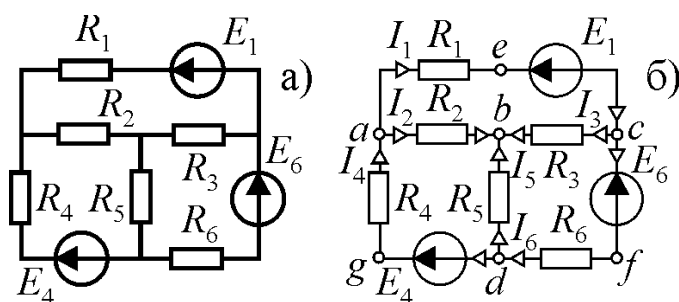 R1 E1 а)
R2
R3 E6
R4 R5 R6
E4
I1 R1 e E1 б)
a I2 R2 b I3 c
I4 I5 R3 E6
R4 R5 I6 R6
g E4 d f